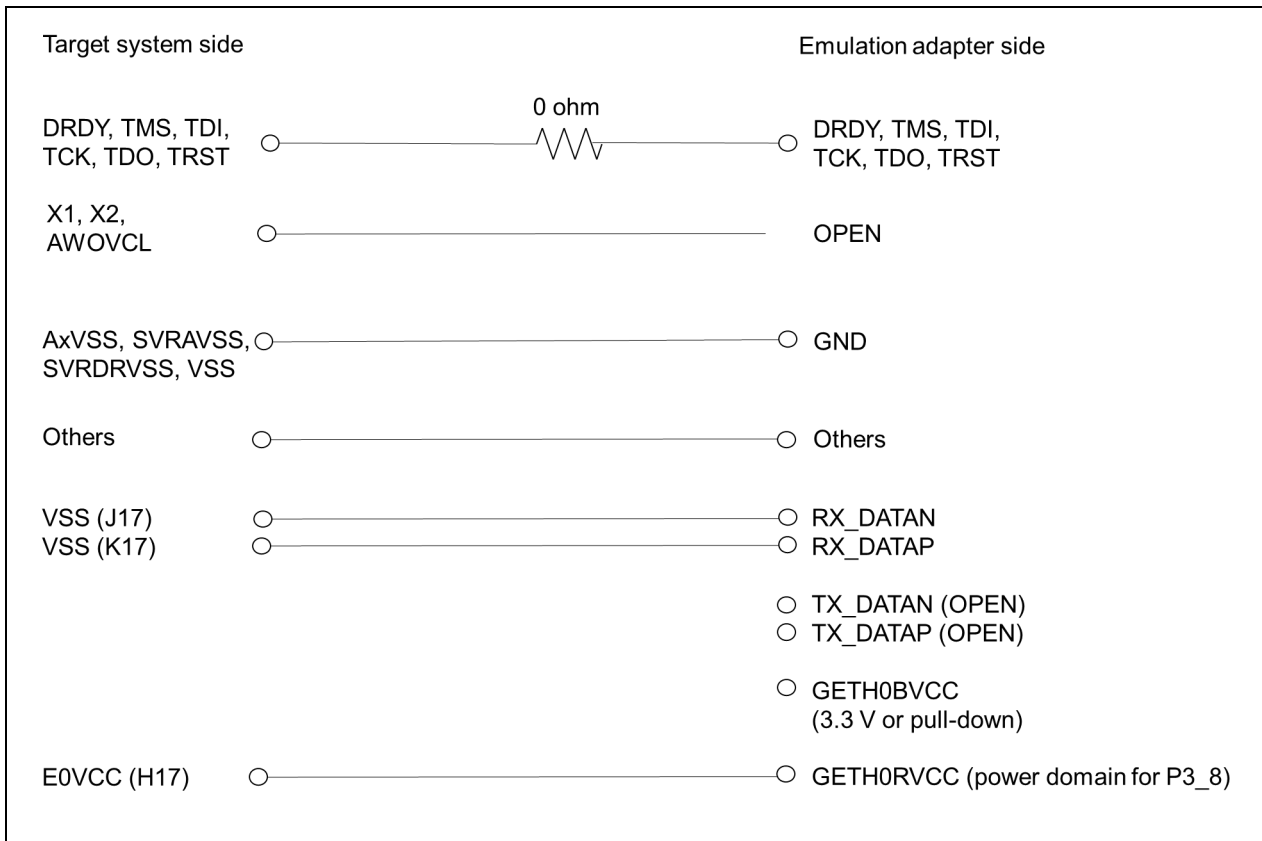 Target system side
Emulation adapter side
0 ohm
DRDY, TMS, TDI,
TCK, TDO, TRST
DRDY, TMS, TDI,
TCK, TDO, TRST
X1, X2,
AWOVCL
OPEN
AxVSS, SVRAVSS,
SVRDRVSS, VSS
GND
Others
Others
VSS (J17)
VSS (K17)
RX_DATAN
RX_DATAP
TX_DATAN (OPEN)
TX_DATAP (OPEN)
GETH0BVCC
(3.3 V or pull-down)
E0VCC (H17)
GETH0RVCC (power domain for P3_8)